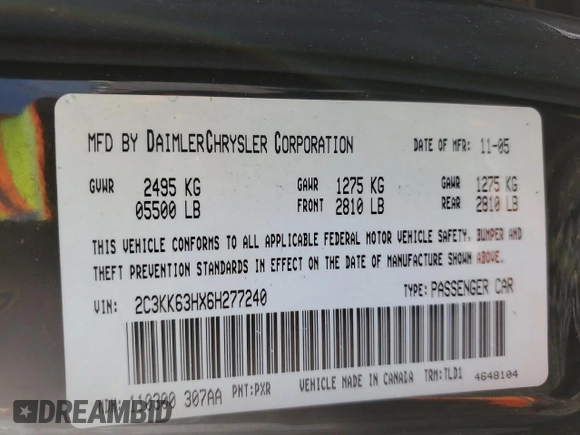 MFD BY DAIMLERCHRYSLER CORPORATION DATE OF MFR: 11-05
GVWR 2495 KG GAWR 1275 KG GAWR 1275 KG
05500 LB FRONT 2810 LB REAR 2810 LB
THIS VEHICLE CONFORMS TO ALL APPLICABLE FEDERAL MOTOR VEHICLE SAFETY, BUMPER AND
THEFT PREVENTION STANDARDS IN EFFECT ON THE DATE OF MANUFACTURE SHOWN ABOVE.
VIN: 2C3KK63HX6H277240 TYPE: PASSENGER CAR
307AA PNT:PXR VEHICLE MADE IN CANADA TRM:TLD1 4648104
DREAMBID